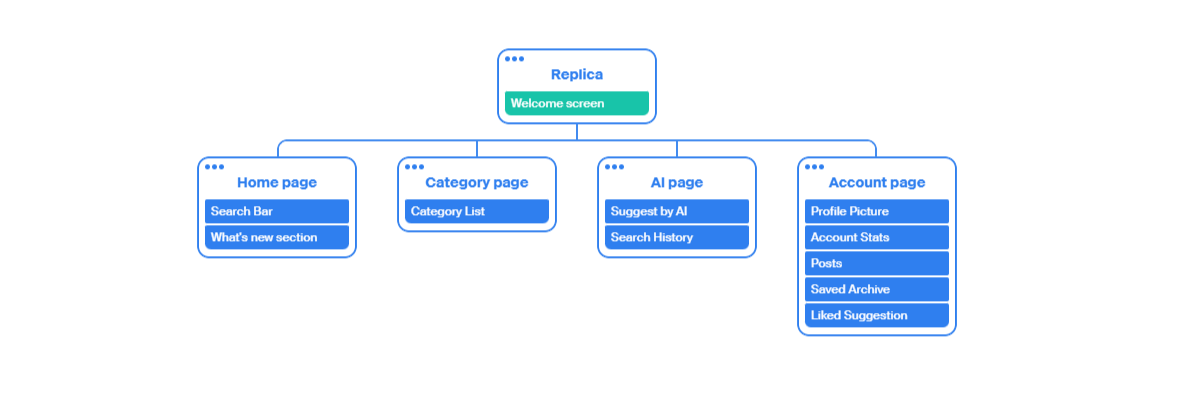 Replica
Welcome screen
Home page
Search Bar
What's new section
Category page
Category List
AI page
Suggest by AI
Search History
Account page
Profile Picture
Account Stats
Posts
Saved Archive
Liked Suggestion